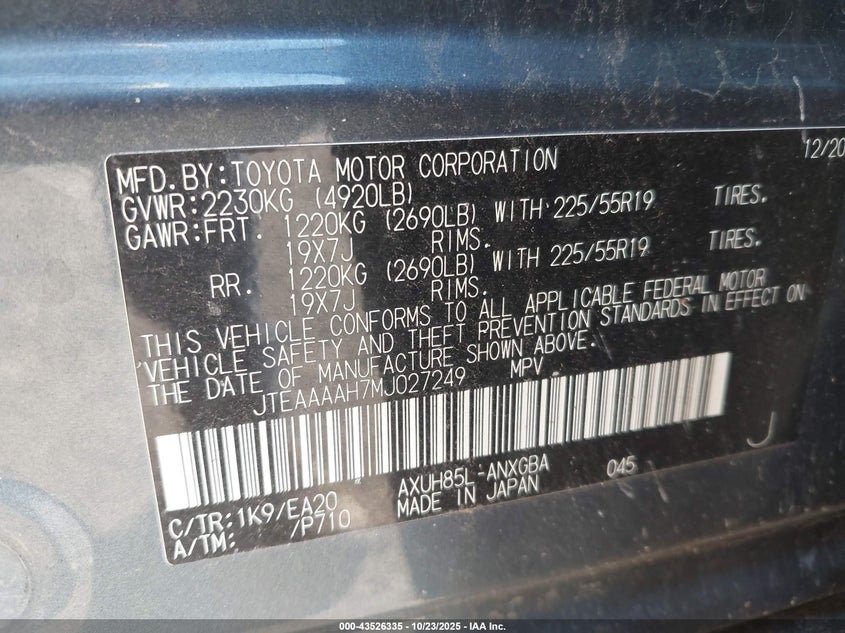 MFD.BY:TOYOTA MOTOR CORPORATION 12/20
GVWR:2230KG (4920LB)
GAWR:FRT. 1220KG (2690LB) WITH 225/55R19 TIRES.
19X7J RIMS.
RR. 1220KG (2690LB) WITH 225/55R19 TIRES.
19X7J RIMS.
THIS VEHICLE CONFORMS TO ALL APPLICABLE FEDERAL MOTOR
VEHICLE SAFETY AND THEFT PREVENTION STANDARDS IN EFFECT ON
THE DATE OF MANUFACTURE SHOWN ABOVE.
JTEAAAAH7MJ027249 MPV
J
AXUH85L-ANXGBA 045
C/TR:1K9/EA20 MADE IN JAPAN
A/TM: /P710
000-43526335 - 10/23/2025 - IAA Inc.